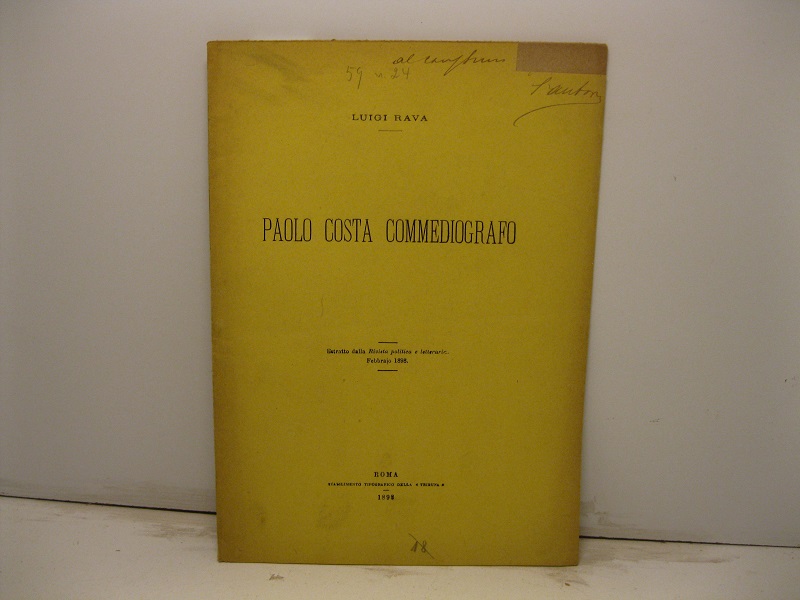 al
59 24
l'autore
LUIGI RAVA
PAOLO COSTA COMMEDIOGRAFO
Estratto dalla Rivista politica e letteraria.
Febbraio 1898.
ROMA
STABILIMENTO TIPOGRAFICO DELLA « TRIBUNA »
1898
18